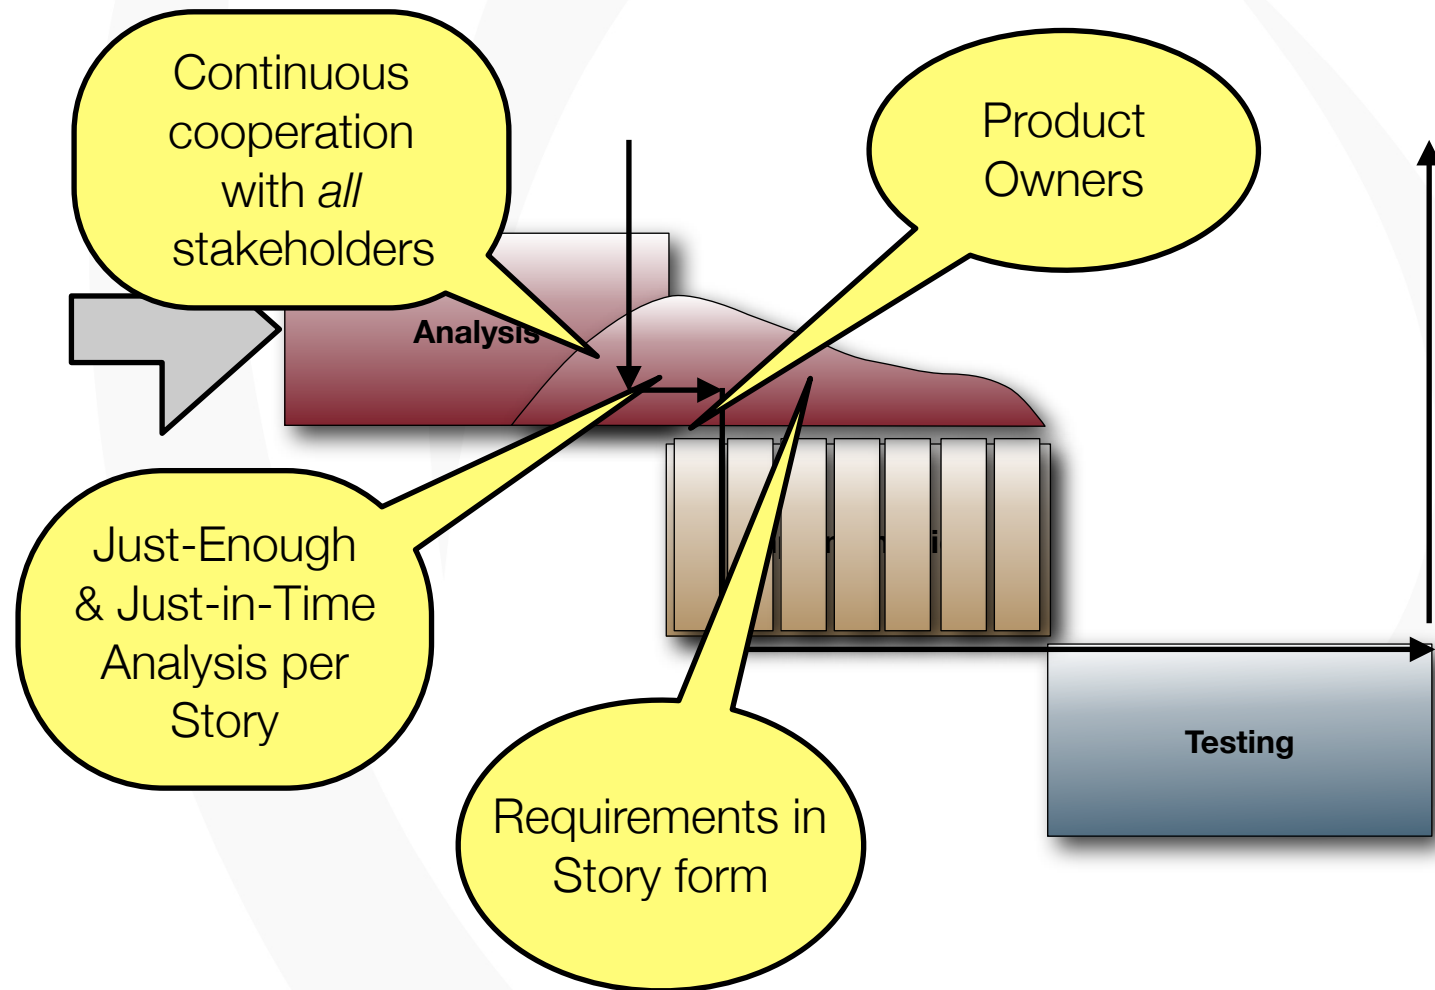 Continuous
cooperation
with all
stakeholders
Product
Owners
Analysis
Just-Enough
& Just-in-Time
Analysis per
Story
Requirements in
Story form
Testing